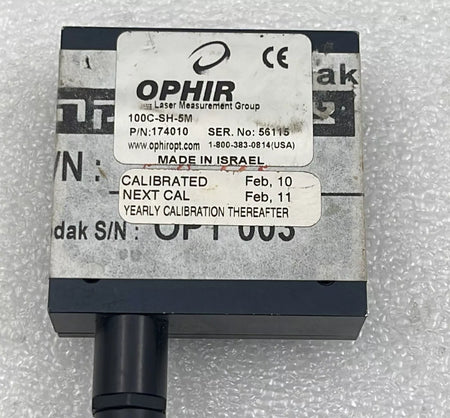 OPHIR
Laser Measurement Group
100C-SH-5M
P/N:174010 SER. No: 56115
www.ophiropt.com 1-800-383-0814(USA)
MADE IN ISRAEL
CALIBRATED Feb, 10
NEXT CAL Feb, 11
YEARLY CALIBRATION THEREAFTER
dak S/N : OPT 003